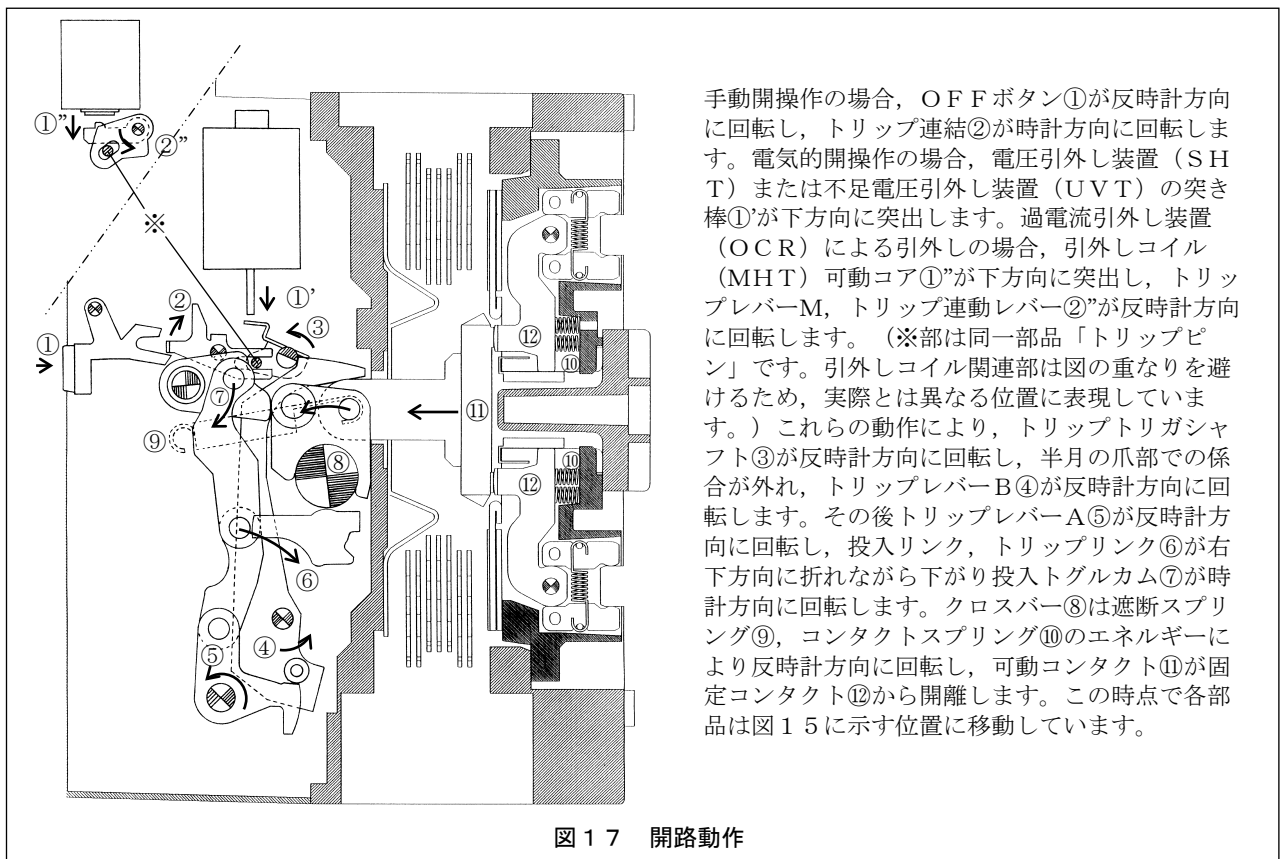 ①”
②”
※
②
①’
③
①
⑦
⑨
⑧
⑪
⑫
⑩
⑩
⑫
⑥
④
⑤
手動開操作の場合，ＯＦＦボタン①が反時計方向
に回転し，トリップ連結②が時計方向に回転しま
す。電気的開操作の場合，電圧引外し装置（ＳＨ
Ｔ）または不足電圧引外し装置（ＵＶＴ）の突き
棒①’が下方向に突出します。過電流引外し装置
（ＯＣＲ）による引外しの場合，引外しコイル
（ＭＨＴ）可動コア①”が下方向に突出し，トリッ
プレバーＭ，トリップ連動レバー②”が反時計方向
に回転します。（※部は同一部品「トリップピ
ン」です。引外しコイル関連部は図の重なりを避
けるため，実際とは異なる位置に表現していま
す。）これらの動作により，トリップトリガシャ
フト③が反時計方向に回転し，半月の爪部での係
合が外れ，トリップレバーＢ④が反時計方向に回
転します。その後トリップレバーＡ⑤が反時計方
向に回転し，投入リンク，トリップリンク⑥が右
下方向に折れながら下がり投入トグルカム⑦が時
計方向に回転します。クロスバー⑧は遮断スプリ
ング⑨，コンタクトスプリング⑩のエネルギーに
より反時計方向に回転し，可動コンタクト⑪が固
定コンタクト⑫から開離します。この時点で各部
品は図１５に示す位置に移動しています。
図１７　開路動作